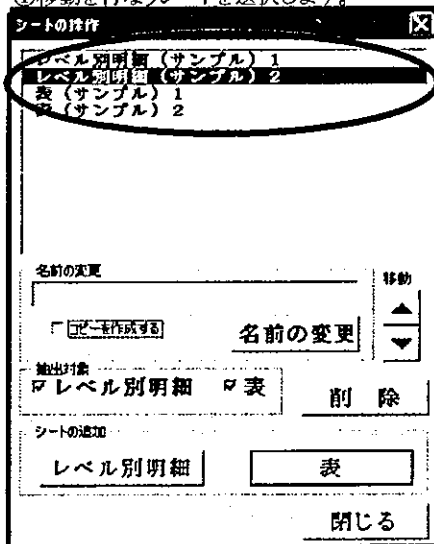 ①移動を行なうシートを選択します。
シートの操作
レベル別明細（サンプル）1
レベル別明細（サンプル）2
表（サンプル）1
表（サンプル）2
名前の変更
移動
コピーを作成する
名前の変更
抽出対象
レベル別明細 表
削 除
シートの追加
レベル別明細 表
閉じる